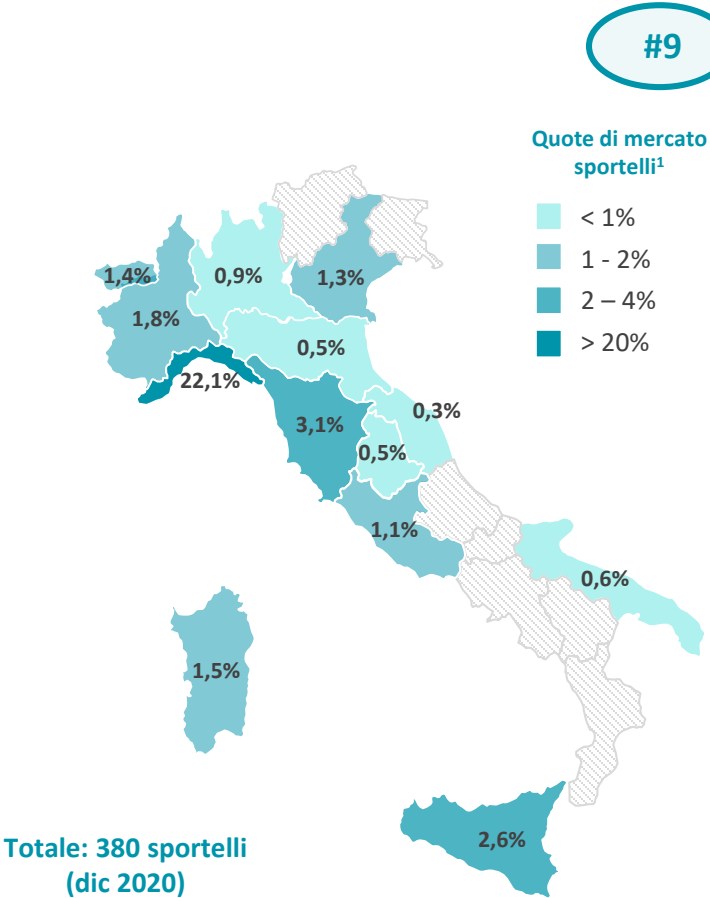 #9
Quote di mercato
sportelli¹
< 1%
1 - 2%
2 – 4%
> 20%
1,4%
0,9%
1,3%
1,8%
0,5%
22,1%
0,3%
3,1%
0,5%
1,1%
0,6%
1,5%
2,6%
Totale: 380 sportelli
(dic 2020)